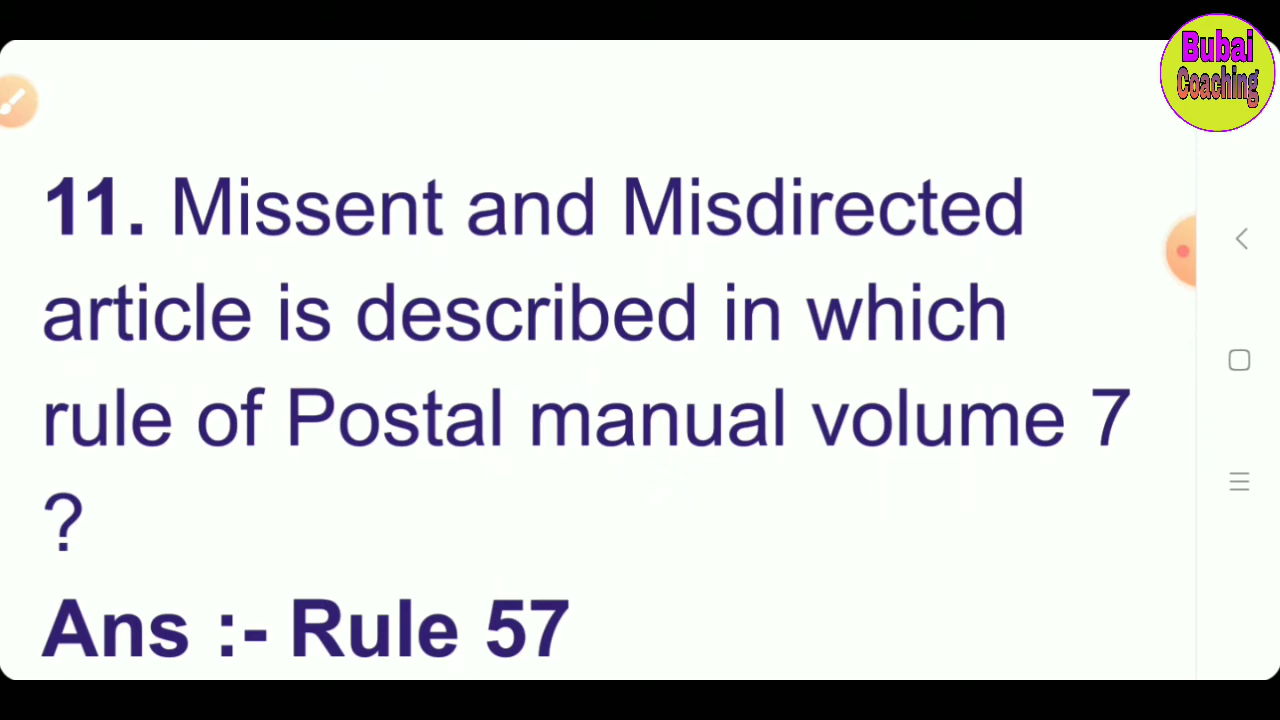 Bubai
Coaching
11. Missent and Misdirected
article is described in which
rule of Postal manual volume 7
?
Ans :- Rule 57